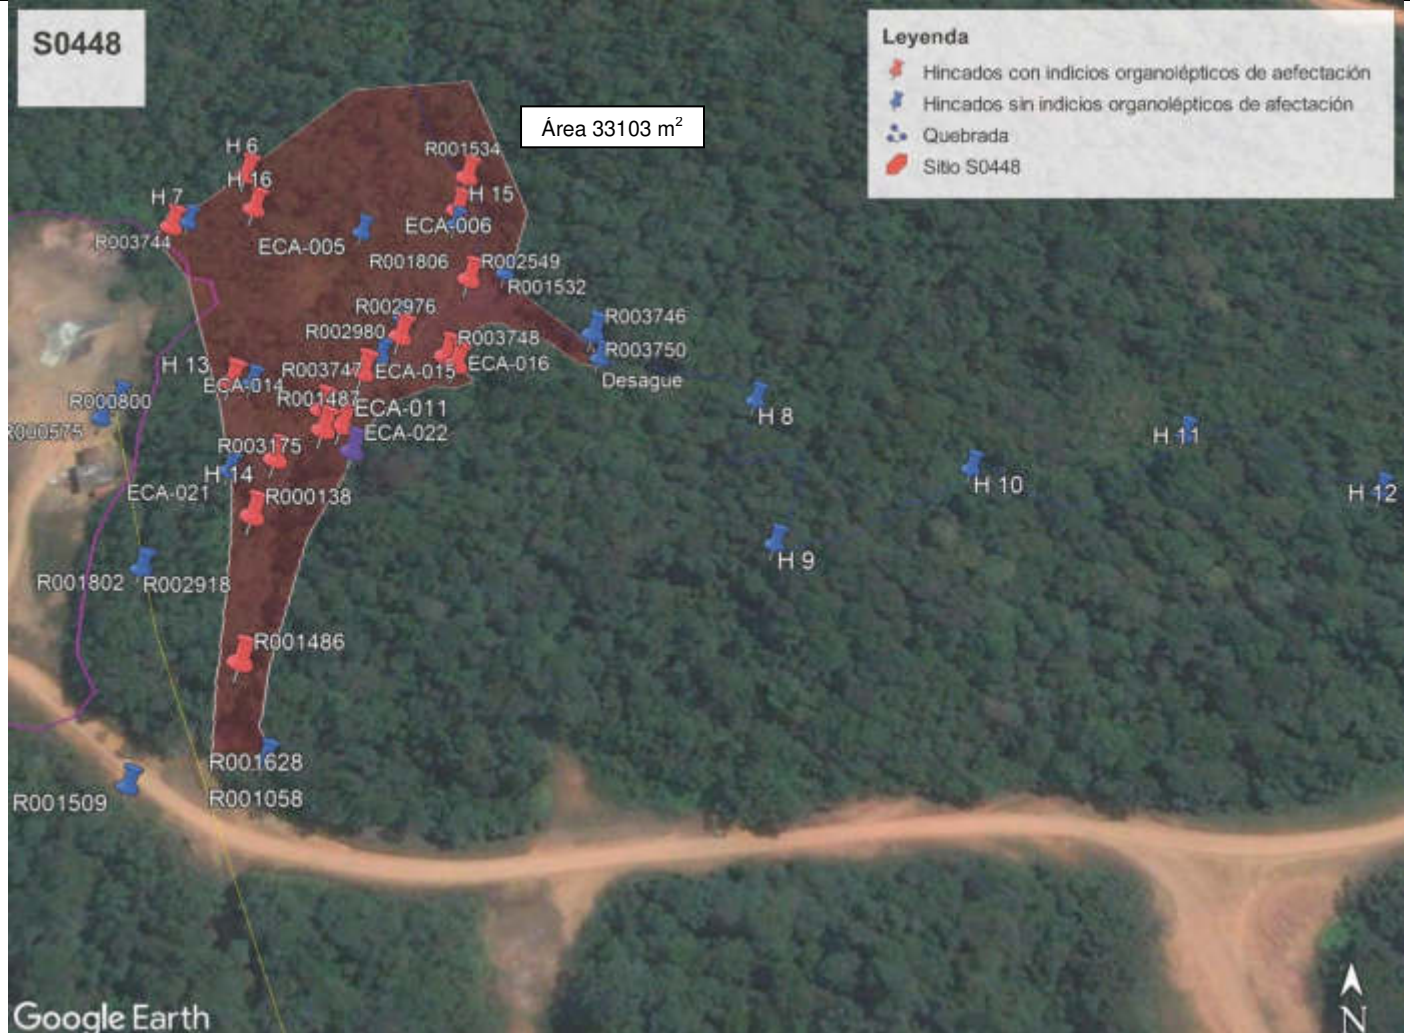 S0448
Leyenda
Hincados con indicios organolépticos de aefectación
Hincados sin indicios organolépticos de afectación
Quebrada
Sitio S0448
Área 33103 m²
H 6
R001534
H 16
H 7
H 15
ECA-006
R003744
ECA-005
R001806
R002549
R001532
R002976
R003746
R002980
R003748
R003750
H 13
R003747
ECA-015
ECA-016
ECA-014
Desague
R000800
R001487
ECA-011
H 8
R000575
ECA-022
H 11
R003175
H 14
H 10
ECA-021
R000138
H 12
H 9
R001802
R002918
R001486
R001628
R001509
R001058
Google Earth
N